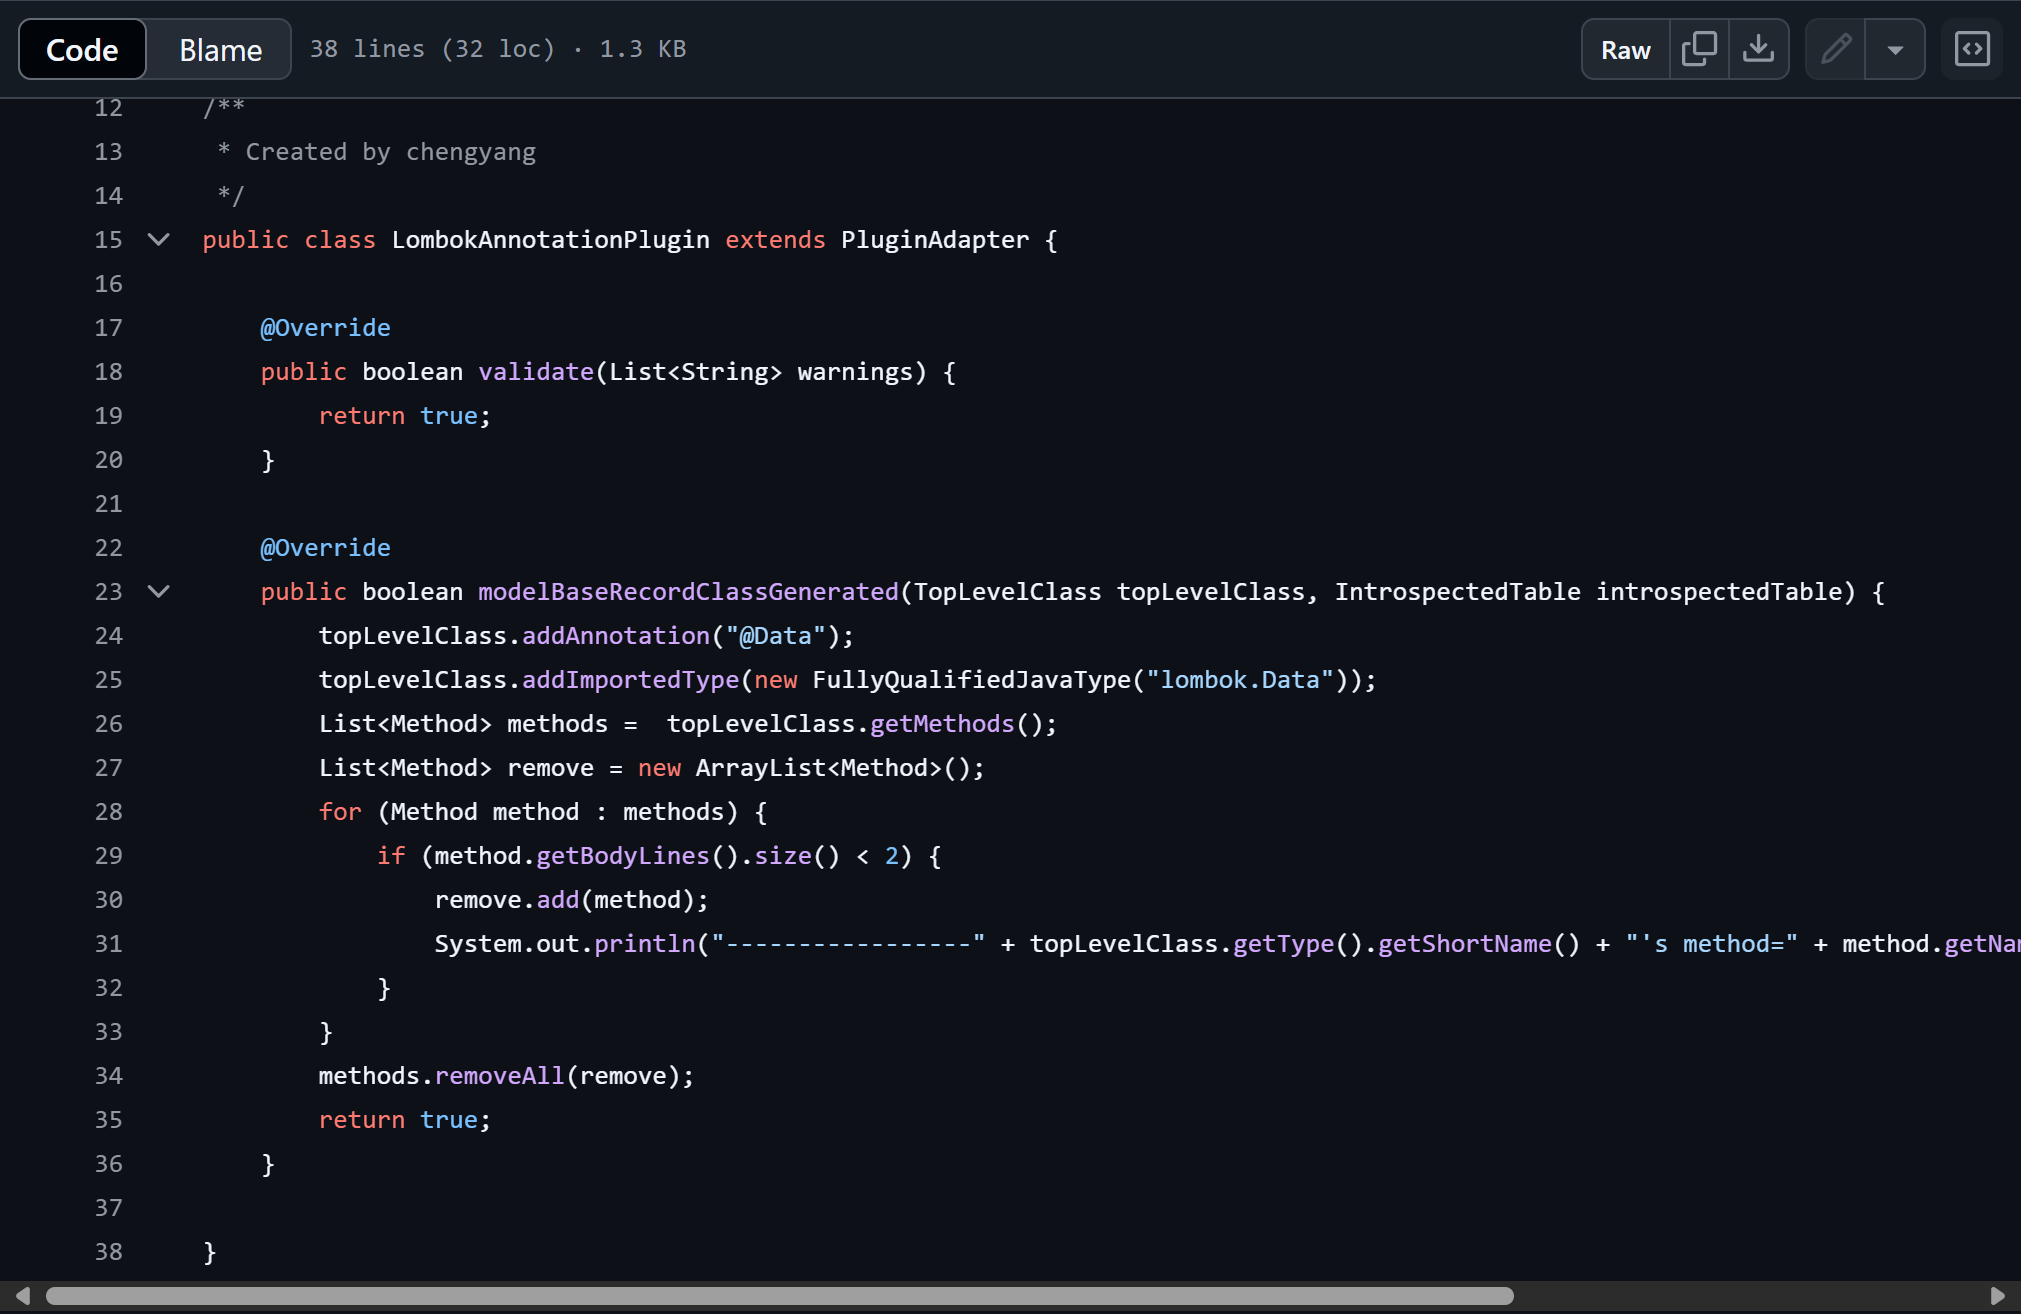 Code Blame 38 lines (32 loc) · 1.3 KB Raw
12 /**
13  * Created by chengyang
14  */
15 public class LombokAnnotationPlugin extends PluginAdapter {
16
17     @Override
18     public boolean validate(List<String> warnings) {
19         return true;
20     }
21
22     @Override
23     public boolean modelBaseRecordClassGenerated(TopLevelClass topLevelClass, IntrospectedTable introspectedTable) {
24         topLevelClass.addAnnotation("@Data");
25         topLevelClass.addImportedType(new FullyQualifiedJavaType("lombok.Data"));
26         List<Method> methods =  topLevelClass.getMethods();
27         List<Method> remove = new ArrayList<Method>();
28         for (Method method : methods) {
29             if (method.getBodyLines().size() < 2) {
30                 remove.add(method);
31                 System.out.println("-----------------" + topLevelClass.getType().getShortName() + "'s method=" + method.
32             }
33         }
34         methods.removeAll(remove);
35         return true;
36     }
37
38 }